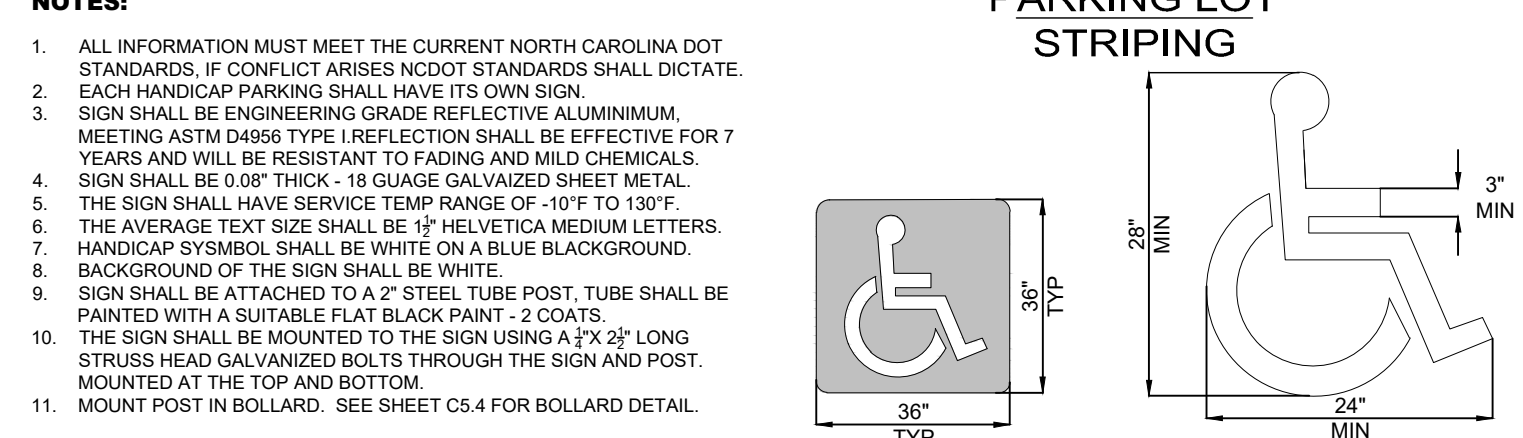 NOTES:
1. ALL INFORMATION MUST MEET THE CURRENT NORTH CAROLINA DOT
STANDARDS, IF CONFLICT ARISES NCDOT STANDARDS SHALL DICTATE.
2. EACH HANDICAP PARKING SHALL HAVE ITS OWN SIGN.
3. SIGN SHALL BE ENGINEERING GRADE REFLECTIVE ALUMINIMUM,
MEETING ASTM D4956 TYPE I.REFLECTION SHALL BE EFFECTIVE FOR 7
YEARS AND WILL BE RESISTANT TO FADING AND MILD CHEMICALS.
4. SIGN SHALL BE 0.08" THICK - 18 GUAGE GALVAIZED SHEET METAL.
5. THE SIGN SHALL HAVE SERVICE TEMP RANGE OF -10°F TO 130°F.
6. THE AVERAGE TEXT SIZE SHALL BE 1½" HELVETICA MEDIUM LETTERS.
7. HANDICAP SYSMBOL SHALL BE WHITE ON A BLUE BLACKGROUND.
8. BACKGROUND OF THE SIGN SHALL BE WHITE.
9. SIGN SHALL BE ATTACHED TO A 2" STEEL TUBE POST, TUBE SHALL BE
PAINTED WITH A SUITABLE FLAT BLACK PAINT - 2 COATS.
10. THE SIGN SHALL BE MOUNTED TO THE SIGN USING A ¼"X 2½" LONG
STRUSS HEAD GALVANIZED BOLTS THROUGH THE SIGN AND POST.
MOUNTED AT THE TOP AND BOTTOM.
11. MOUNT POST IN BOLLARD. SEE SHEET C5.4 FOR BOLLARD DETAIL.
PARKING LOT
STRIPING
36"
TYP
36"
TYP
28"
MIN
3"
MIN
24"
MIN